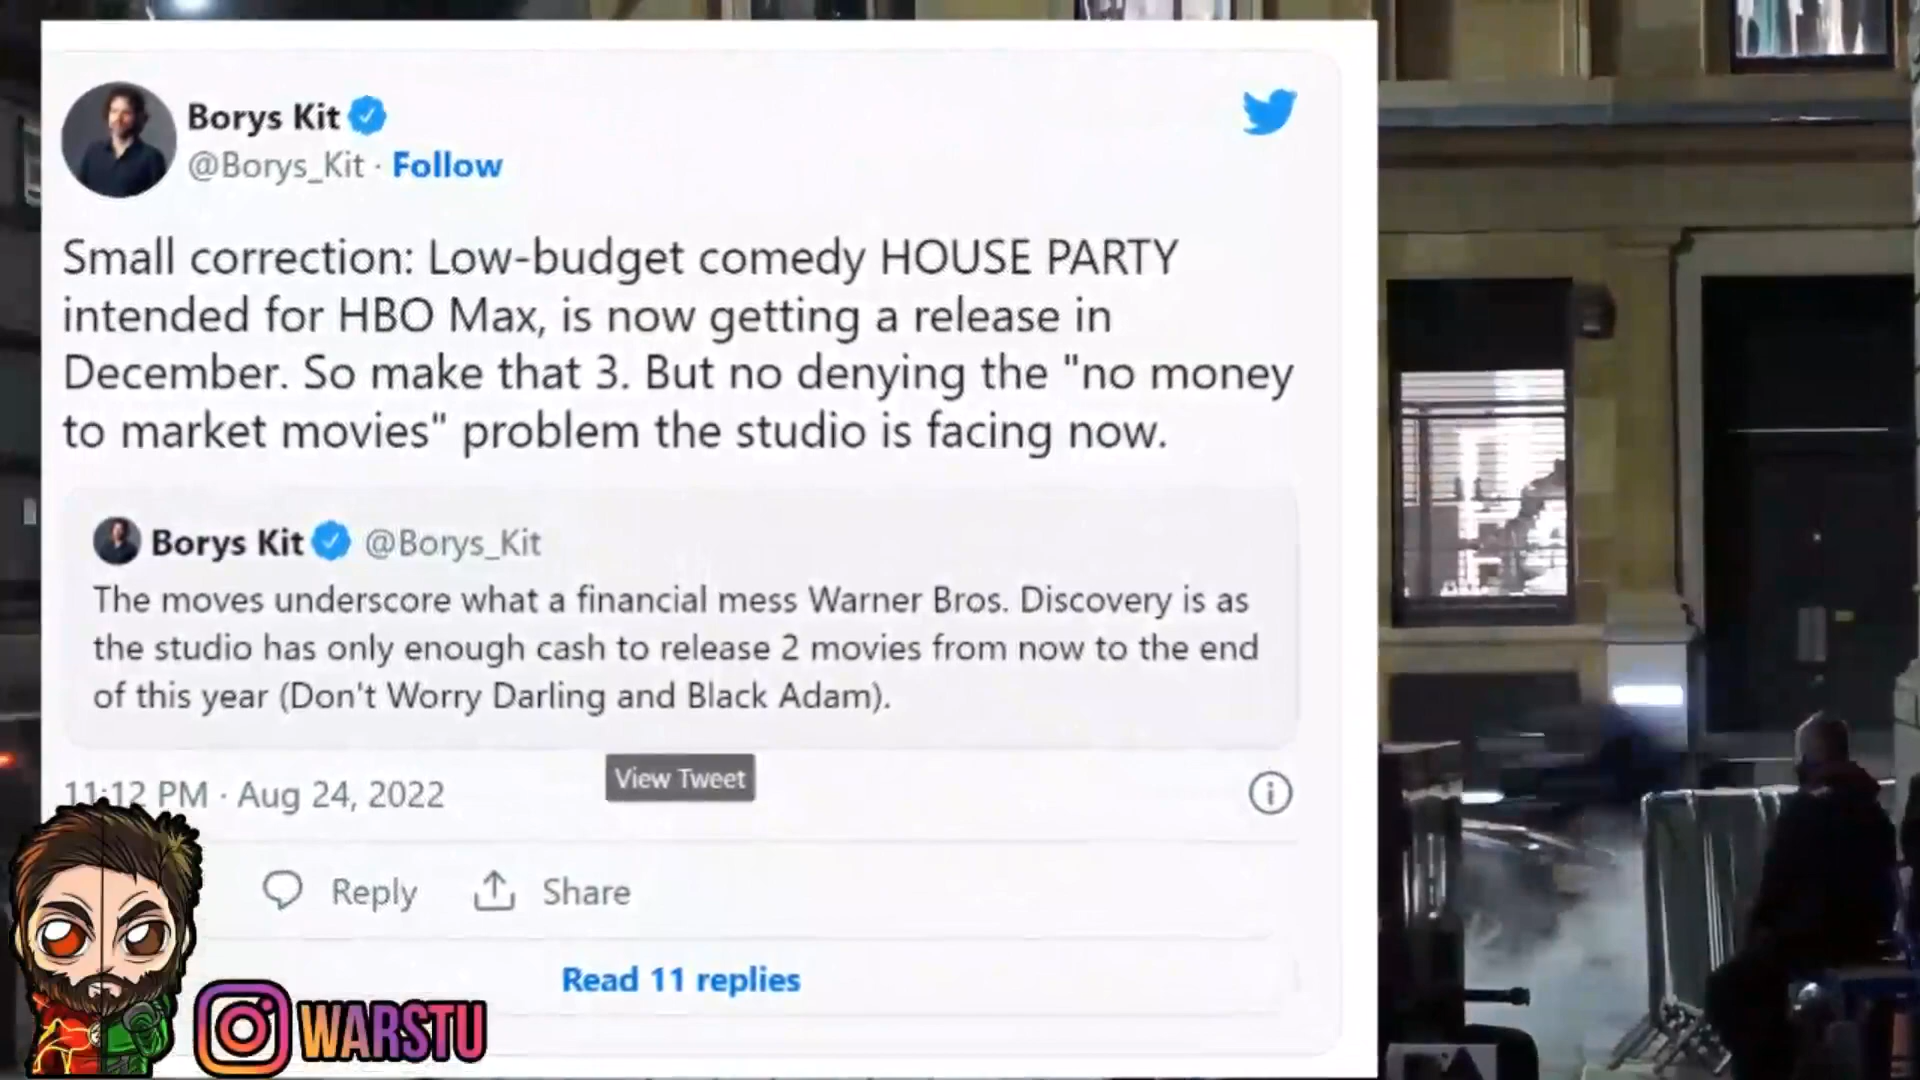 Borys Kit
@Borys_Kit · Follow
Small correction: Low-budget comedy HOUSE PARTY
intended for HBO Max, is now getting a release in
December. So make that 3. But no denying the "no money
to market movies" problem the studio is facing now.
Borys Kit @Borys_Kit
The moves underscore what a financial mess Warner Bros. Discovery is as
the studio has only enough cash to release 2 movies from now to the end
of this year (Don't Worry Darling and Black Adam).
View Tweet
11:12 PM · Aug 24, 2022
Reply Share
Read 11 replies
WARSTU